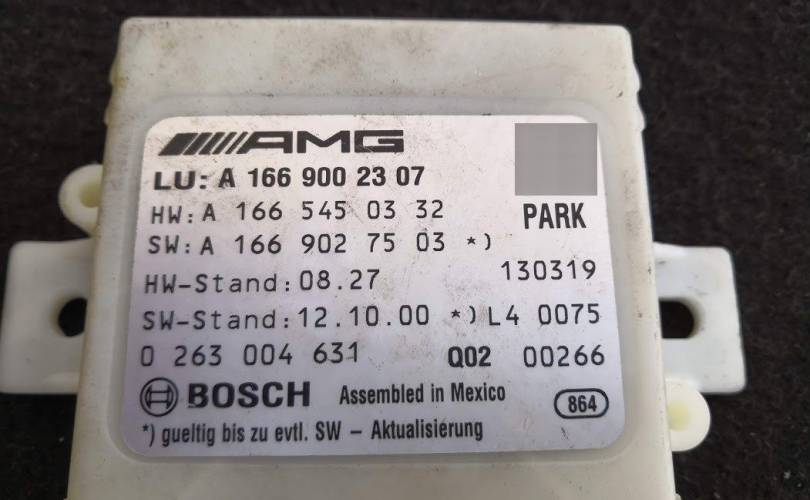 AMG
LU: A 166 900 23 07
HW: A 166 545 03 32
PARK
SW: A 166 902 75 03 *)
HW-Stand: 08.27
130319
SW-Stand: 12.10.00 *) L4 0075
0 263 004 631 Q02 00266
BOSCH Assembled in Mexico
864
*) gueltig bis zu evtl. SW – Aktualisierung